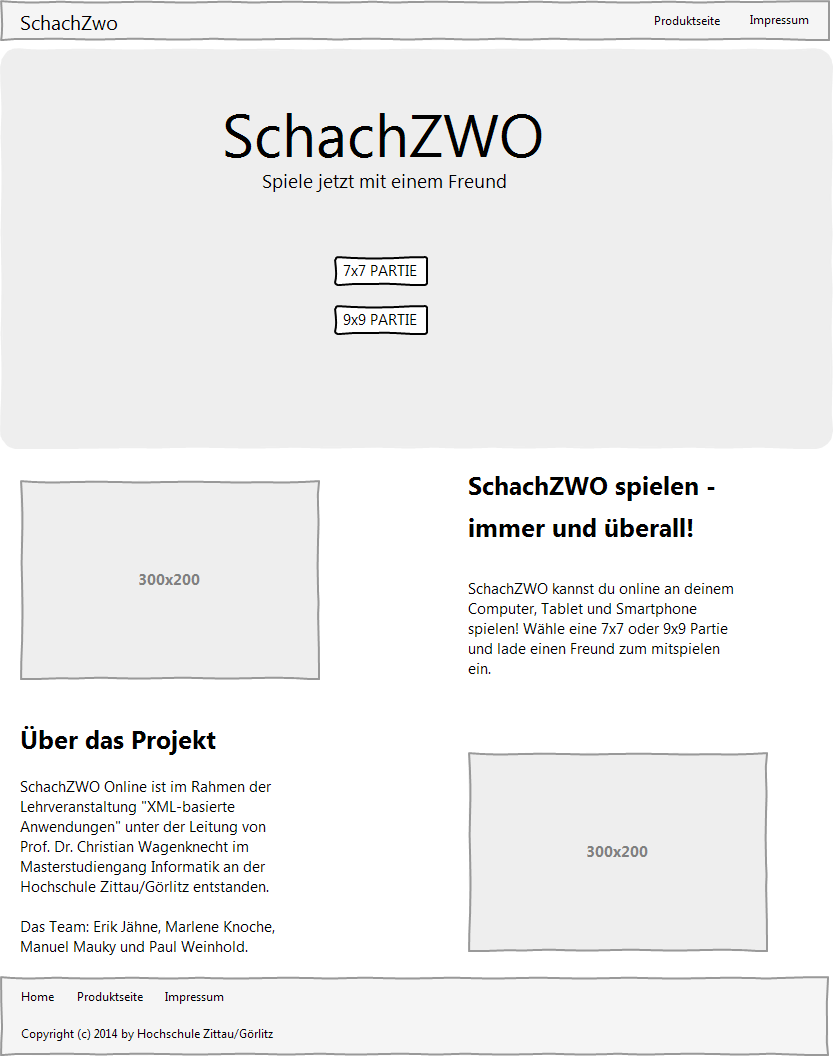 SchachZwo
Produktseite Impressum
SchachZWO
Spiele jetzt mit einem Freund
7x7 PARTIE
9x9 PARTIE
300x200
SchachZWO spielen -
immer und überall!
SchachZWO kannst du online an deinem
Computer, Tablet und Smartphone
spielen! Wähle eine 7x7 oder 9x9 Partie
und lade einen Freund zum mitspielen
ein.
Über das Projekt
SchachZWO Online ist im Rahmen der
Lehrveranstaltung "XML-basierte
Anwendungen" unter der Leitung von
Prof. Dr. Christian Wagenknecht im
Masterstudiengang Informatik an der
Hochschule Zittau/Görlitz entstanden.
Das Team: Erik Jähne, Marlene Knoche,
Manuel Mauky und Paul Weinhold.
300x200
Home Produktseite Impressum
Copyright (c) 2014 by Hochschule Zittau/Görlitz